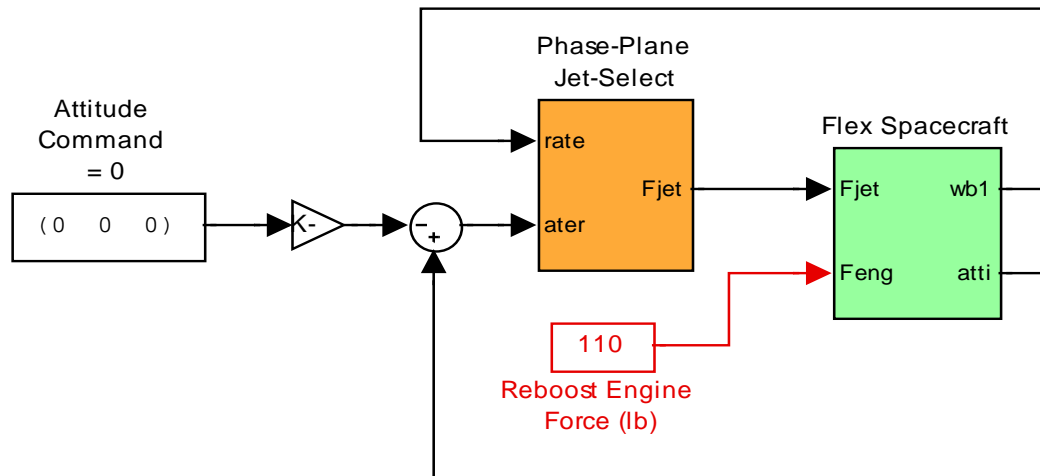 Phase-Plane
Jet-Select
Attitude
Command
= 0
(0 0 0)
K-
-
+
rate
ater
Fjet
Flex Spacecraft
Fjet
Feng
wb1
atti
110
Reboost Engine
Force (lb)